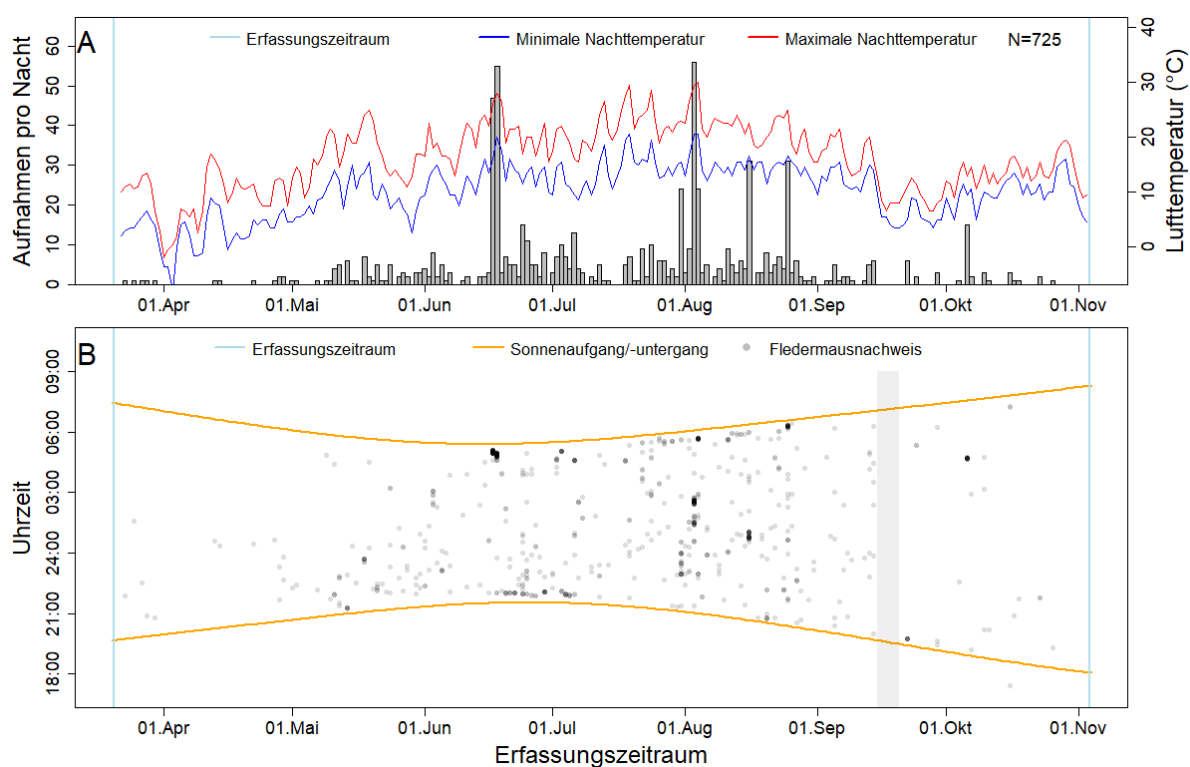 A
Erfassungszeitraum Minimale Nachttemperatur Maximale Nachttemperatur N=725
Aufnahmen pro Nacht
60
50
40
30
20
10
0
Lufttemperatur (°C)
40
30
20
10
0
01.Apr 01.Mai 01.Jun 01.Jul 01.Aug 01.Sep 01.Okt 01.Nov
B
Erfassungszeitraum Sonnenaufgang/-untergang Fledermausnachweis
Uhrzeit
09:00
06:00
03:00
24:00
21:00
18:00
01.Apr 01.Mai 01.Jun 01.Jul 01.Aug 01.Sep 01.Okt 01.Nov
Erfassungszeitraum